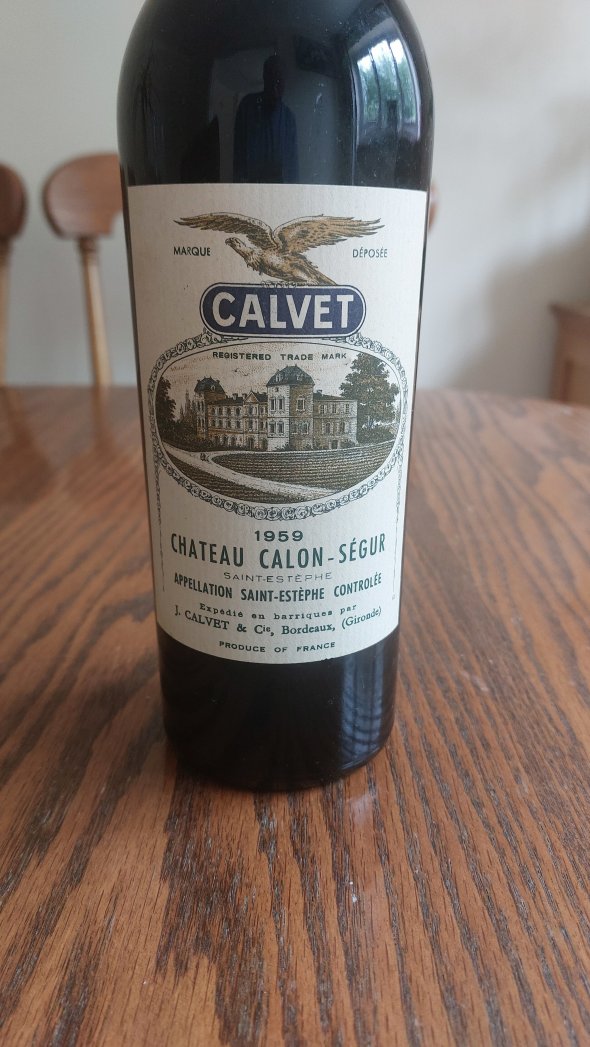 MARQUE DÉPOSÉE
CALVET
REGISTERED TRADE MARK
1959
CHATEAU CALON-SÉGUR
SAINT-ESTÈPHE
APPELLATION SAINT-ESTÈPHE CONTROLÉE
Expédié en barriques par
J. CALVET & Cie, Bordeaux, (Gironde)
PRODUCE OF FRANCE